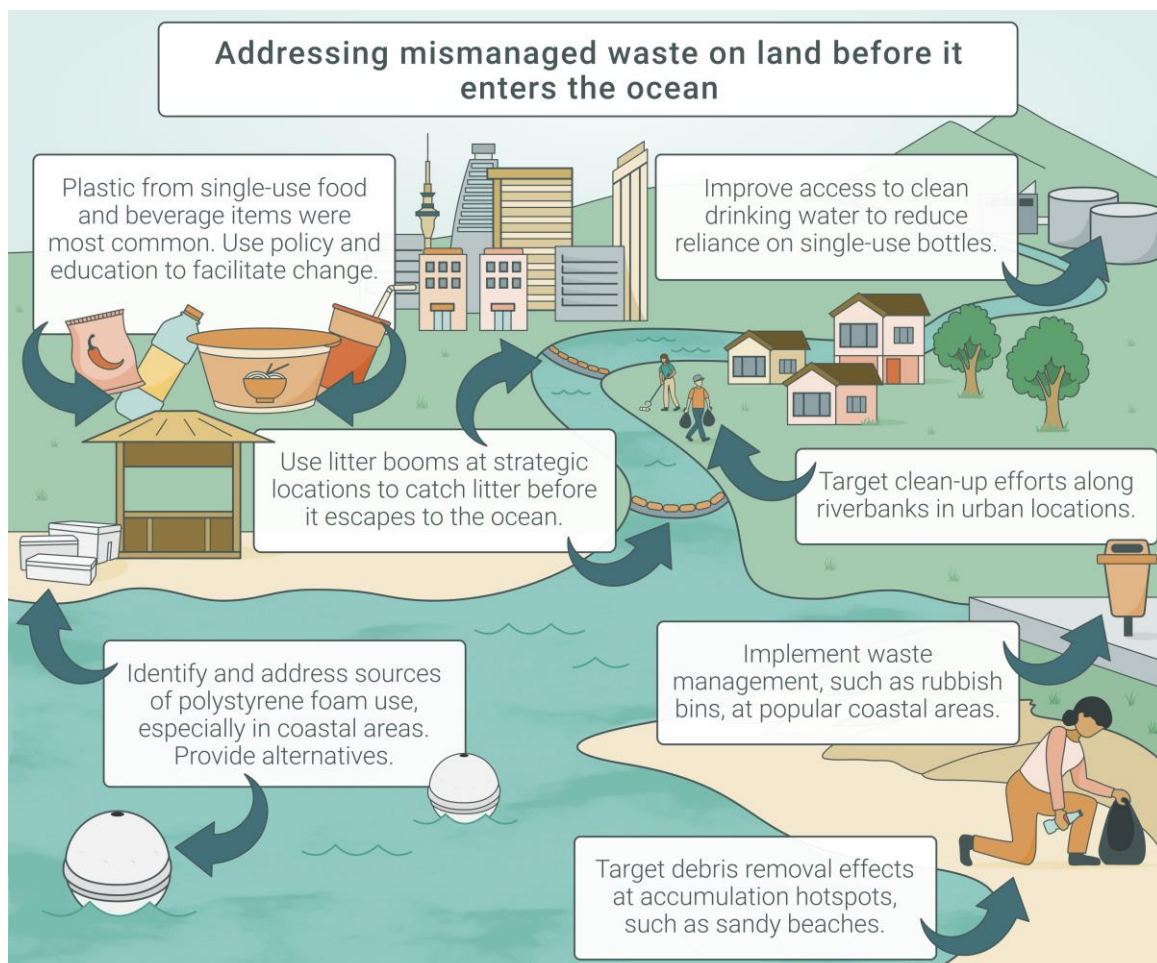 Addressing mismanaged waste on land before it
enters the ocean
Plastic from single-use food
and beverage items were
most common. Use policy and
education to facilitate change.
Improve access to clean
drinking water to reduce
reliance on single-use bottles.
Use litter booms at strategic
locations to catch litter before
it escapes to the ocean.
Target clean-up efforts along
riverbanks in urban locations.
Identify and address sources
of polystyrene foam use,
especially in coastal areas.
Provide alternatives.
Implement waste
management, such as rubbish
bins, at popular coastal areas.
Target debris removal effects
at accumulation hotspots,
such as sandy beaches.